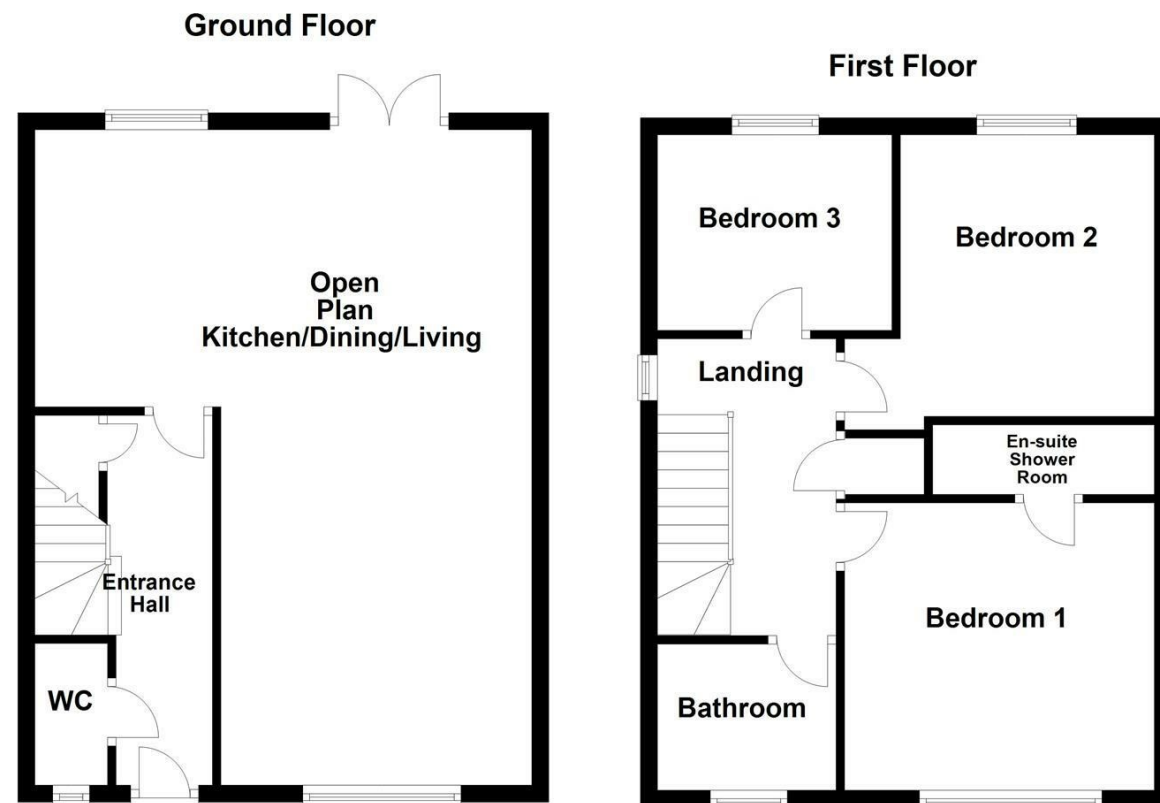 Ground Floor
Open
Plan
Kitchen/Dining/Living
Entrance
Hall
WC
First Floor
Bedroom 3
Bedroom 2
Landing
En-suite
Shower
Room
Bedroom 1
Bathroom